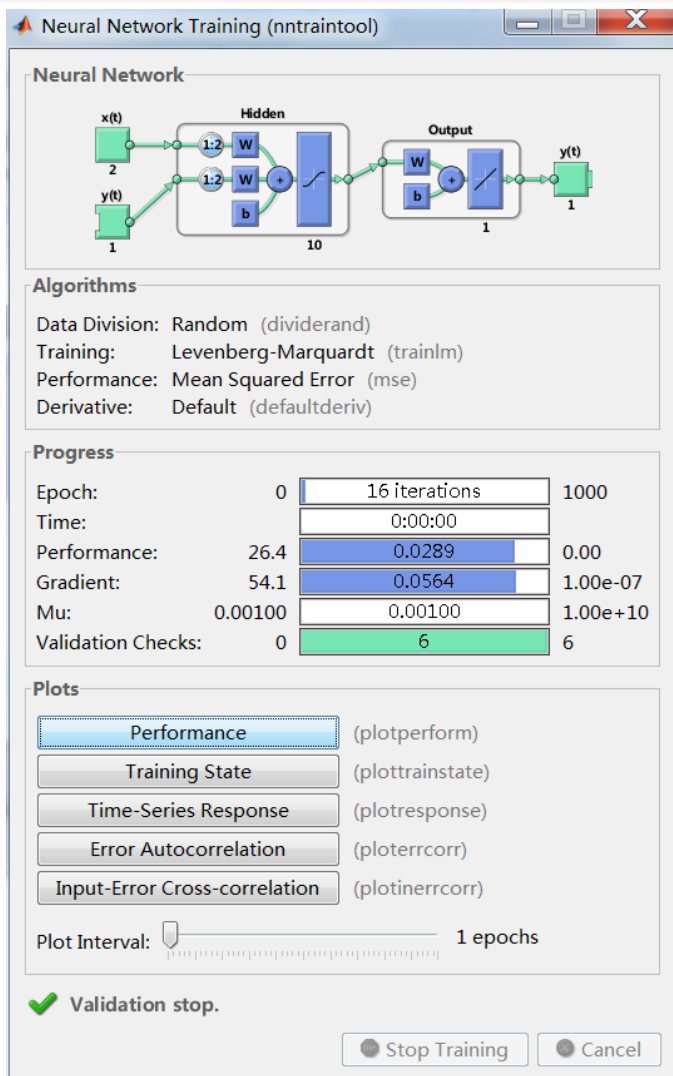 Neural Network Training (nntraintool)
Neural Network
Hidden
x(t)
Output
1:2 W
y(t)
2
W
y(t)
1:2 W + + /
b
b
1
1
1
10
Algorithms
Data Division: Random (dividerand)
Training: Levenberg-Marquardt (trainlm)
Performance: Mean Squared Error (mse)
Derivative: Default (defaultderiv)
Progress
Epoch: 0 16 iterations 1000
Time: 0:00:00
Performance: 26.4 0.0289 0.00
Gradient: 54.1 0.0564 1.00e-07
Mu: 0.00100 0.00100 1.00e+10
Validation Checks: 0 6 6
Plots
Performance (plotperform)
Training State (plottrainstate)
Time-Series Response (plotresponse)
Error Autocorrelation (ploterrcorr)
Input-Error Cross-correlation (plotinerrcorr)
Plot Interval: 1 epochs
Validation stop.
Stop Training Cancel